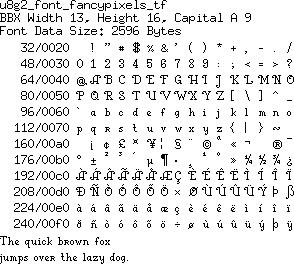 u8g2_font_fancypixels_tf
BBX Width 13, Height 16, Capital A 9
Font Data Size: 2596 Bytes
32/0020 ! " # $ % & ' ( ) * + , - . /
48/0030 0 1 2 3 4 5 6 7 8 9 : ; < = > ?
64/0040 @ A B C D E F G H I J K L M N O
80/0050 P Q R S T U V W X Y Z [ \ ] ^ _
96/0060 ` a b c d e f g h i j k l m n o
112/0070 p q r s t u v w x y z { | } ~
160/00a0 ¡ ¢ £ ¤ ¥ ¦ § ¨ © ª « ¬ ® ¯
176/00b0 ° ± ² ³ ´ µ ¶ · ¸ ¹ º » ¼ ½ ¾ ¿
192/00c0 À Á Â Ã Ä Å Æ Ç È É Ê Ë Ì Í Î Ï
208/00d0 Ð Ñ Ò Ó Ô Õ Ö × Ø Ù Ú Û Ü Ý Þ ß
224/00e0 à á â ã ä å æ ç è é ê ë ì í î ï
240/00f0 ð ñ ò ó ô õ ö ÷ ø ù ú û ü ý þ ÿ
The quick brown fox
jumps over the lazy dog.